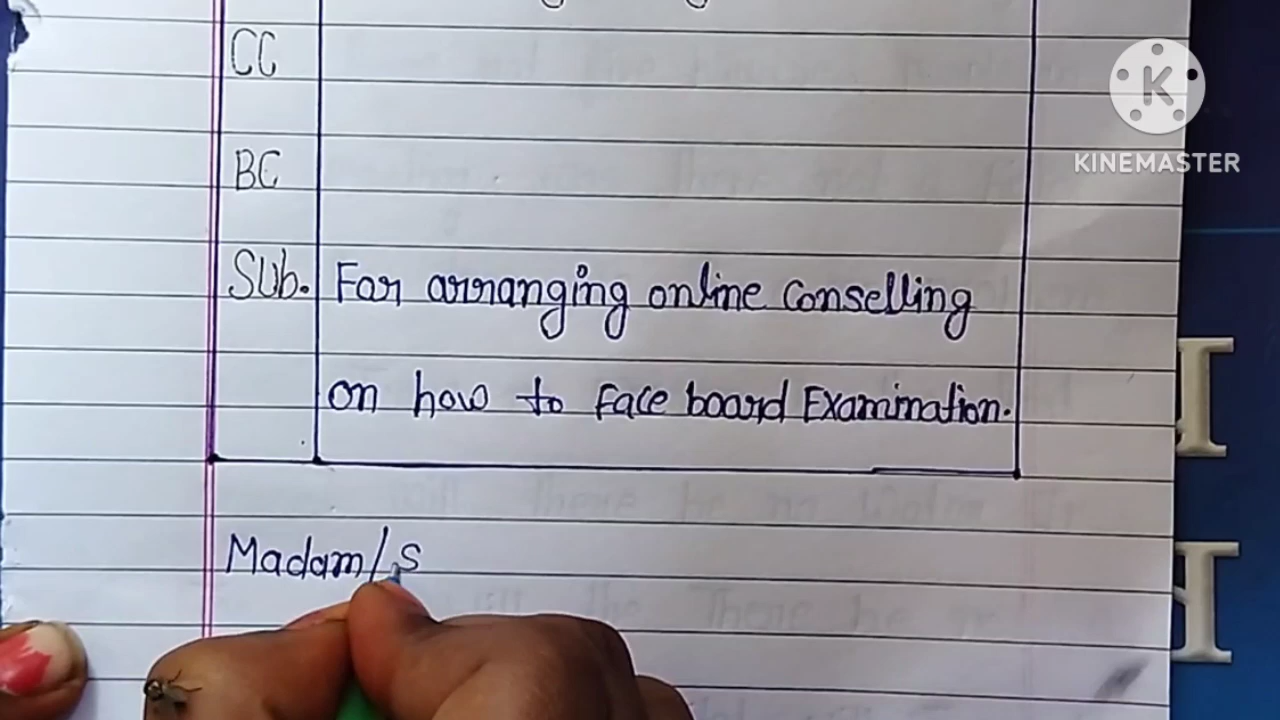 CC
KINEMASTER
BC
Sub. For arranging online Conselling
on how to Face board Examination.
Madam/s